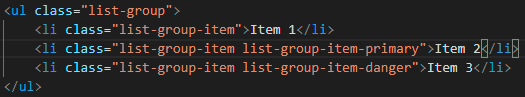 <ul class="list-group">
    <li class="list-group-item">Item 1</li>
    <li class="list-group-item list-group-item-primary">Item 2</li>
    <li class="list-group-item list-group-item-danger">Item 3</li>
</ul>